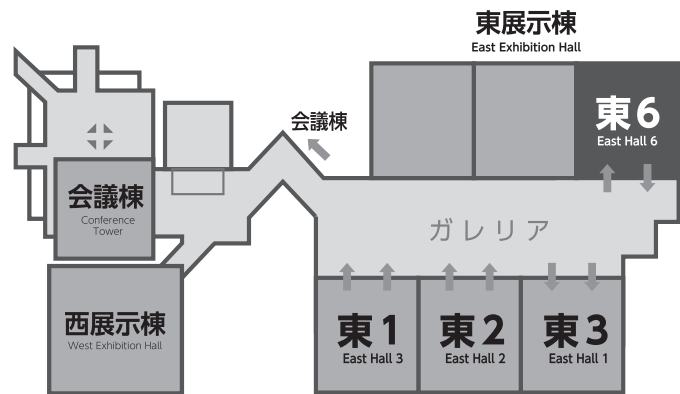 東展示棟
East Exhibition Hall
東6
East Hall 6
会議棟
会議棟
Conference
Tower
ガレリア
西展示棟
West Exhibition Hall
東1
East Hall 3
東2
East Hall 2
東3
East Hall 1